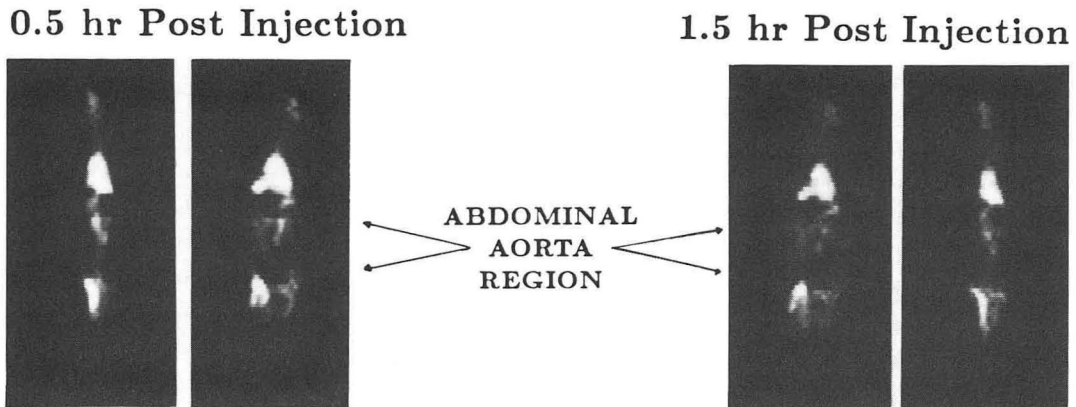 0.5 hr Post Injection
1.5 hr Post Injection
ABDOMINAL
AORTA
REGION